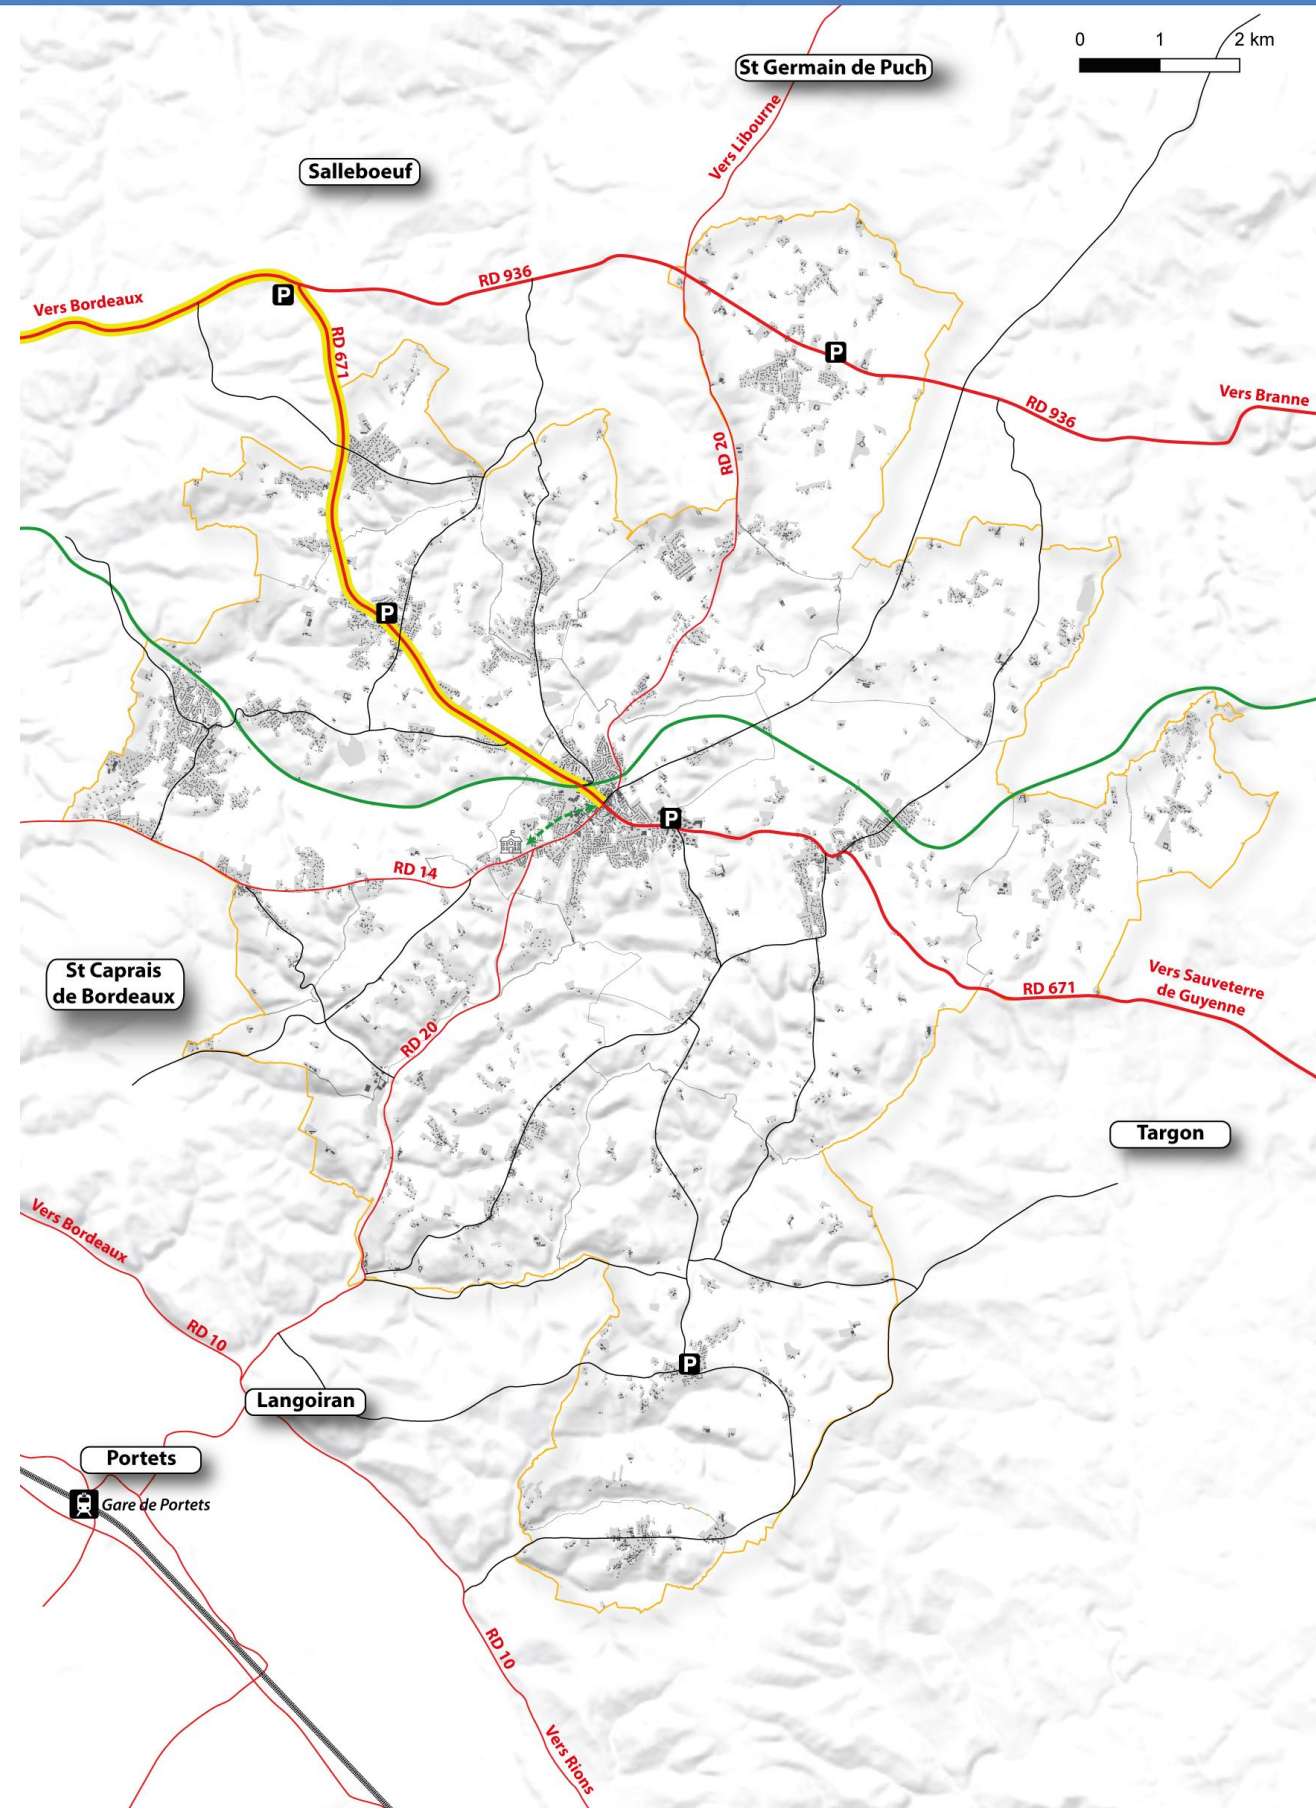 0 1 2 km
St Germain de Puch
Vers Libourne
Salleboeuf
RD 936
Vers Bordeaux
P
RD 671
P
Vers Branne
RD 936
RD 20
P
P
RD 14
St Caprais
de Bordeaux
Vers Sauveterre
de Guyenne
RD 671
RD 20
Targon
Vers Bordeaux
RD 10
P
Langoiran
Portets
Gare de Portets
RD 10
Vers Rions